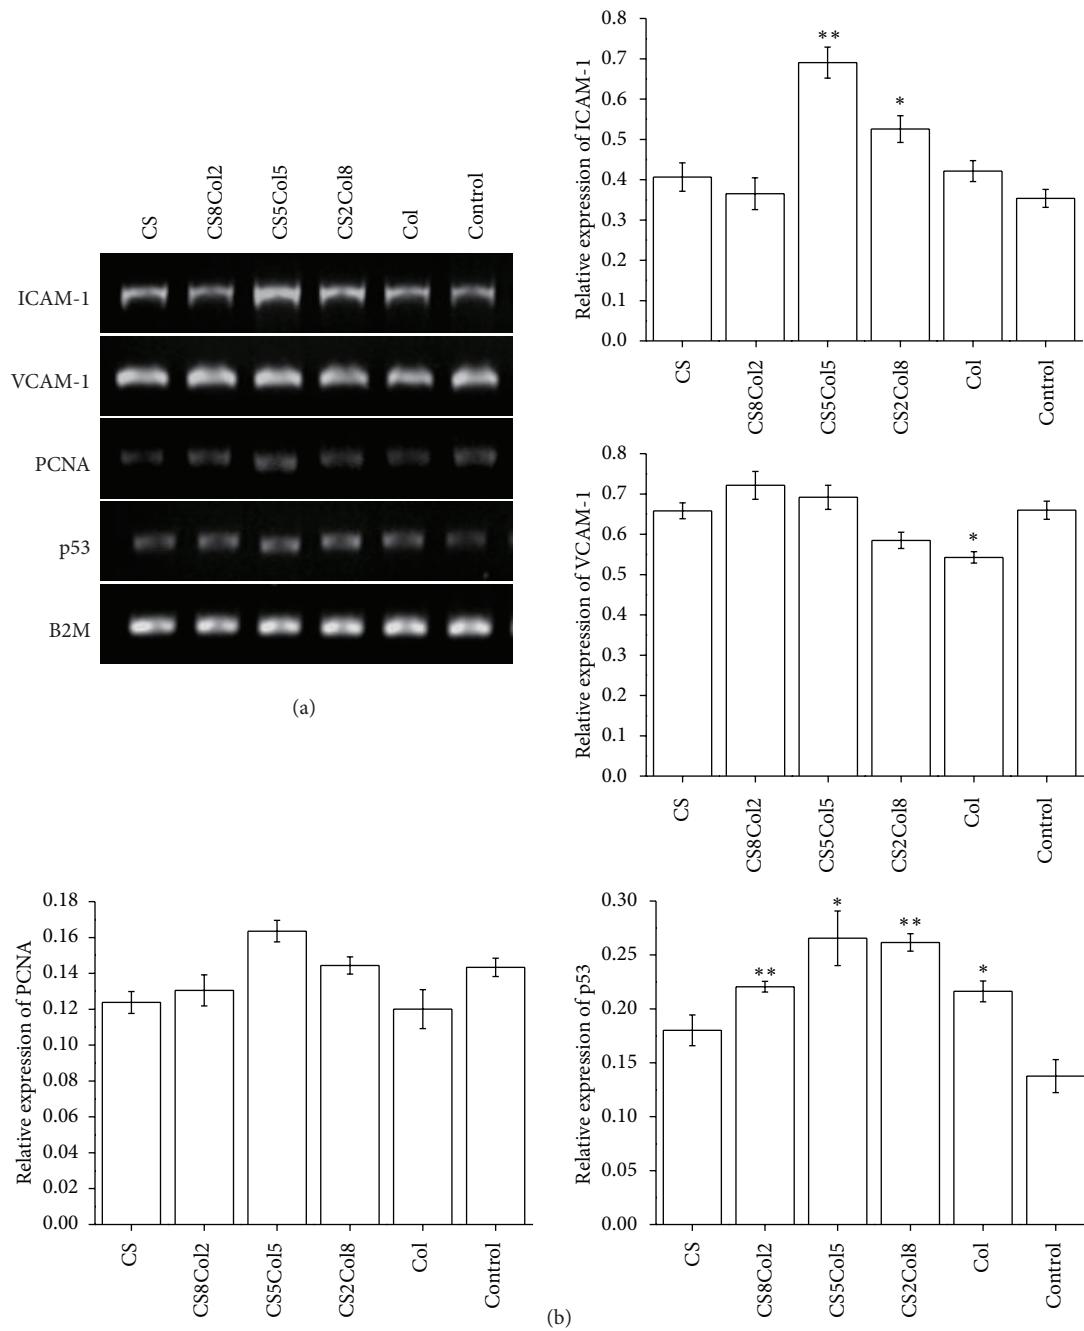 CS
CS8Col2
CS5Col5
CS2Col8
Col
Control
ICAM-1
VCAM-1
PCNA
p53
B2M
(a)
Relative expression of ICAM-1
0.8
0.7
0.6
0.5
0.4
0.3
0.2
0.1
0.0
**
*
CS
CS8Col2
CS5Col5
CS2Col8
Col
Control
Relative expression of VCAM-1
0.8
0.7
0.6
0.5
0.4
0.3
0.2
0.1
0.0
*
CS
CS8Col2
CS5Col5
CS2Col8
Col
Control
Relative expression of PCNA
0.18
0.16
0.14
0.12
0.10
0.08
0.06
0.04
0.02
0.00
CS
CS8Col2
CS5Col5
CS2Col8
Col
Control
Relative expression of p53
0.30
0.25
0.20
0.15
0.10
0.05
0.00
**
*
**
*
CS
CS8Col2
CS5Col5
CS2Col8
Col
Control
(b)